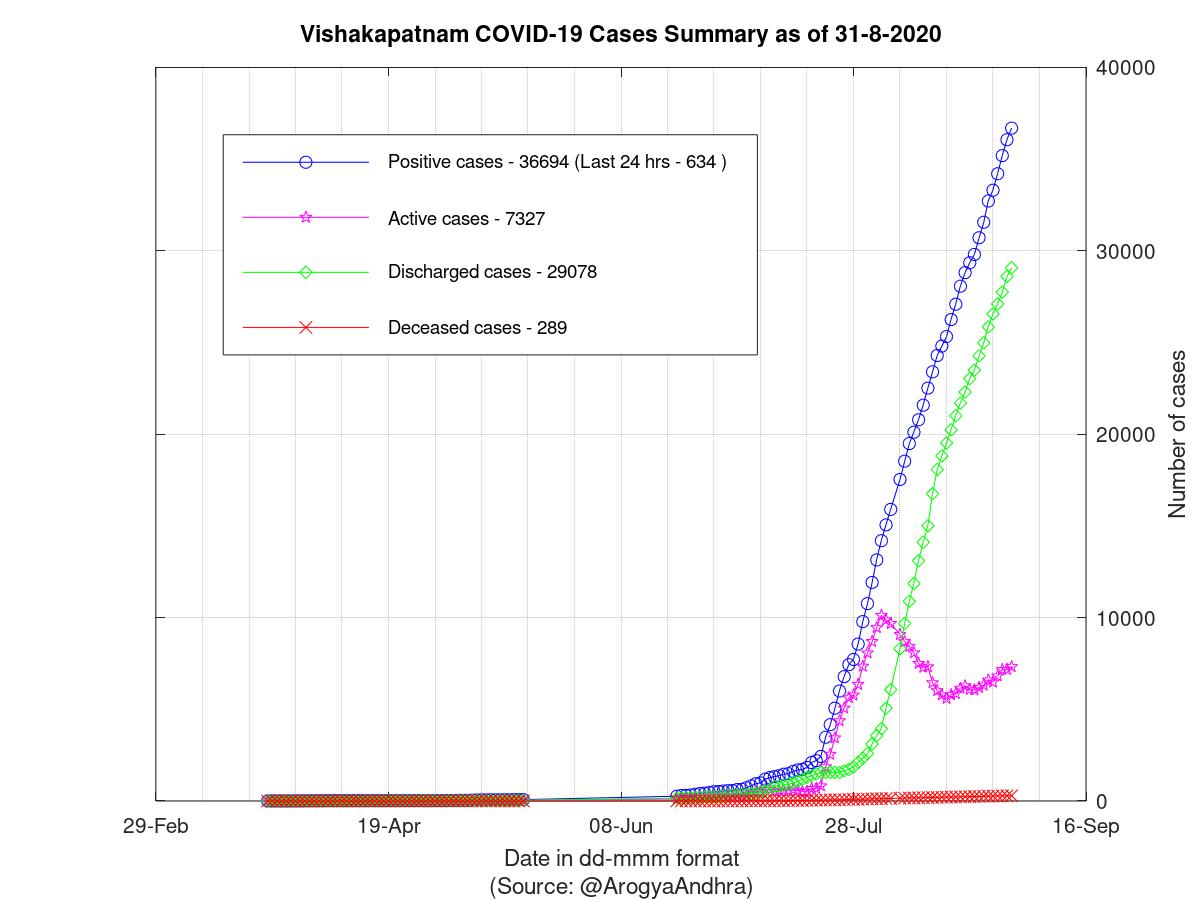 Vishakapatnam COVID-19 Cases Summary as of 31-8-2020
40000
30000
20000
10000
0
Number of cases
Positive cases - 36694 (Last 24 hrs - 634 )
Active cases - 7327
Discharged cases - 29078
Deceased cases - 289
29-Feb
19-Apr
08-Jun
28-Jul
16-Sep
Date in dd-mmm format
(Source: @ArogyaAndhra)